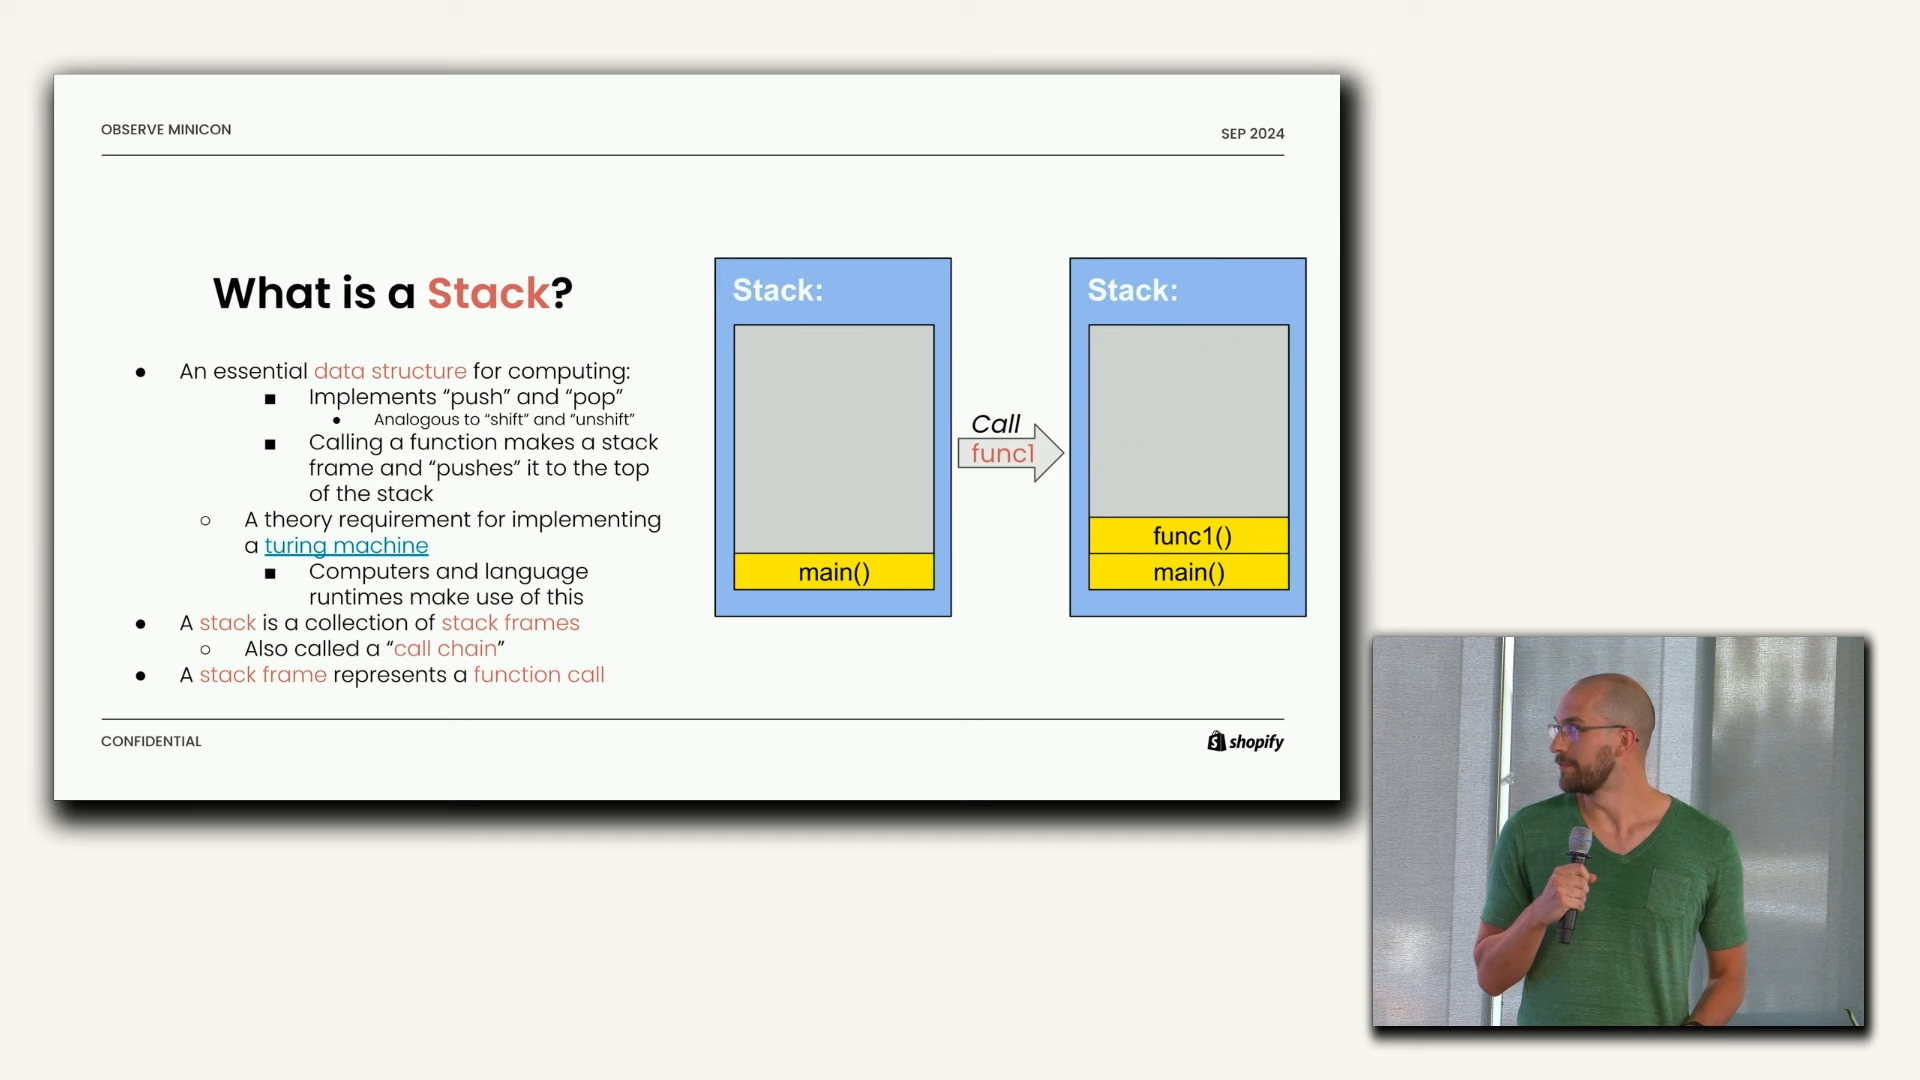 OBSERVE MINICON
SEP 2024
What is a Stack?
● An essential data structure for computing:
■ Implements “push” and “pop”
● Analogous to “shift” and “unshift”
■ Calling a function makes a stack
frame and “pushes” it to the top
of the stack
○ A theory requirement for implementing
a turing machine
■ Computers and language
runtimes make use of this
● A stack is a collection of stack frames
○ Also called a “call chain”
● A stack frame represents a function call
Stack:
main()
Call
func1
Stack:
func1()
main()
CONFIDENTIAL
shopify